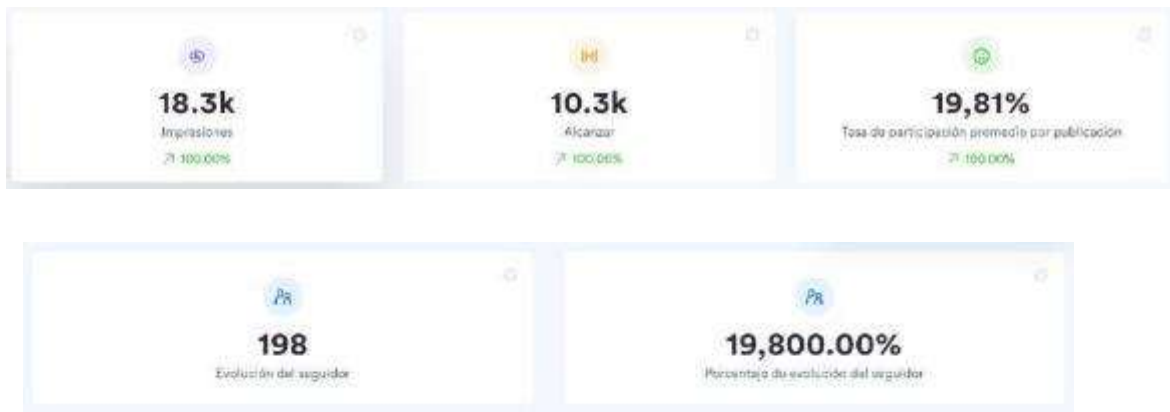 18.3k
Impresiones
↗ 100.00%
10.3k
Alcanzar
↗ 100.00%
19,81%
Tasa de participación promedio por publicación
↗ 100.00%
198
Evolución del seguidor
19,800.00%
Porcentaje de evolución del seguidor